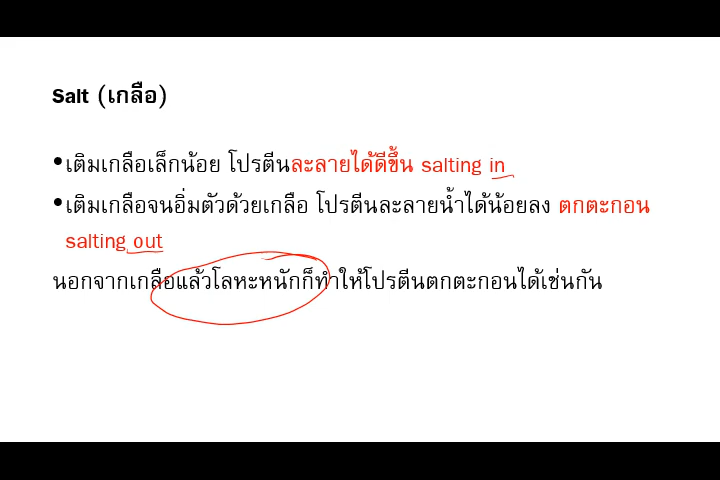 Salt (เกลือ)
•เติมเกลือเล็กน้อย โปรตีนละลายได้ดีขึ้น salting in
•เติมเกลือจนอิ่มตัวด้วยเกลือ โปรตีนละลายน้ำได้น้อยลง ตกตะกอน
salting out
นอกจากเกลือแล้วโลหะหนักก็ทำให้โปรตีนตกตะกอนได้เช่นกัน